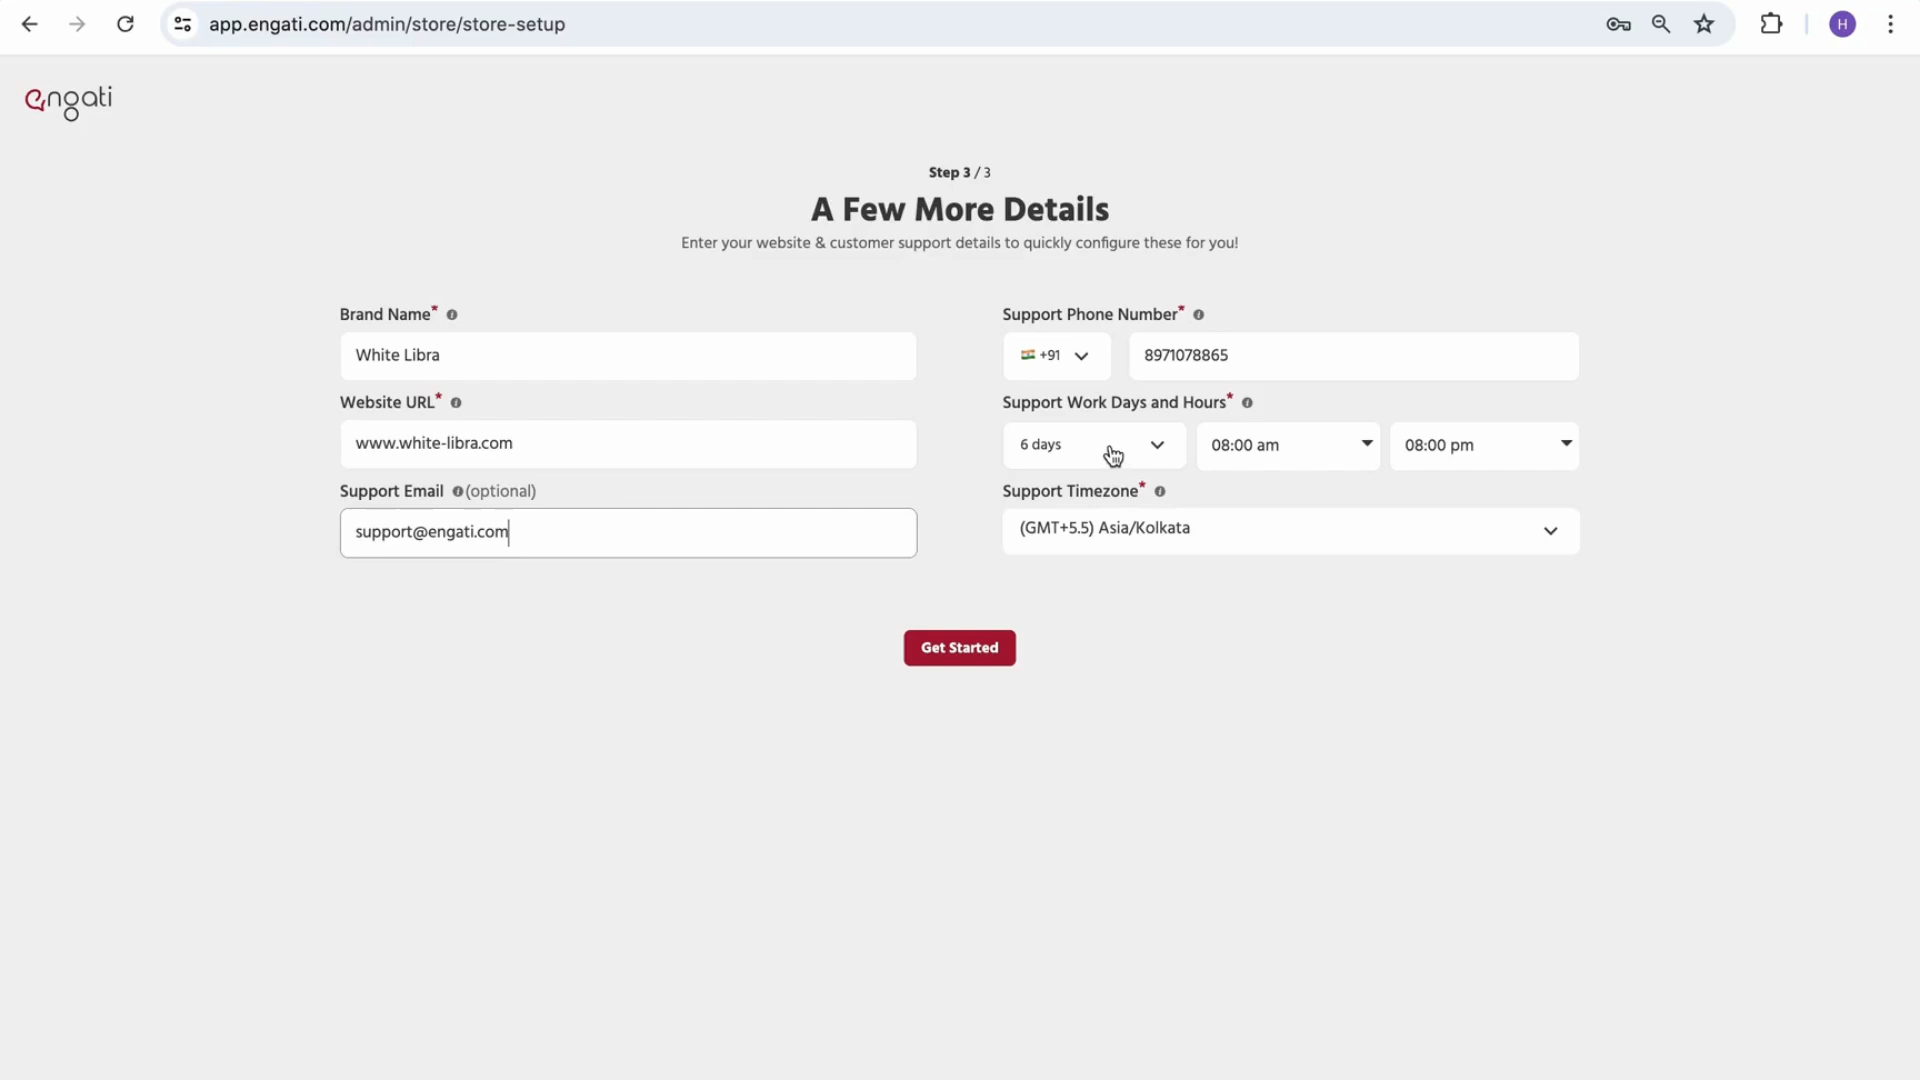 app.engati.com/admin/store/store-setup
H
engati
Step 3 / 3
A Few More Details
Enter your website & customer support details to quickly configure these for you!
Brand Name*
White Libra
Website URL*
www.white-libra.com
Support Email (optional)
support@engati.com
Support Phone Number*
+91 8971078865
Support Work Days and Hours*
6 days 08:00 am 08:00 pm
Support Timezone*
(GMT+5.5) Asia/Kolkata
Get Started